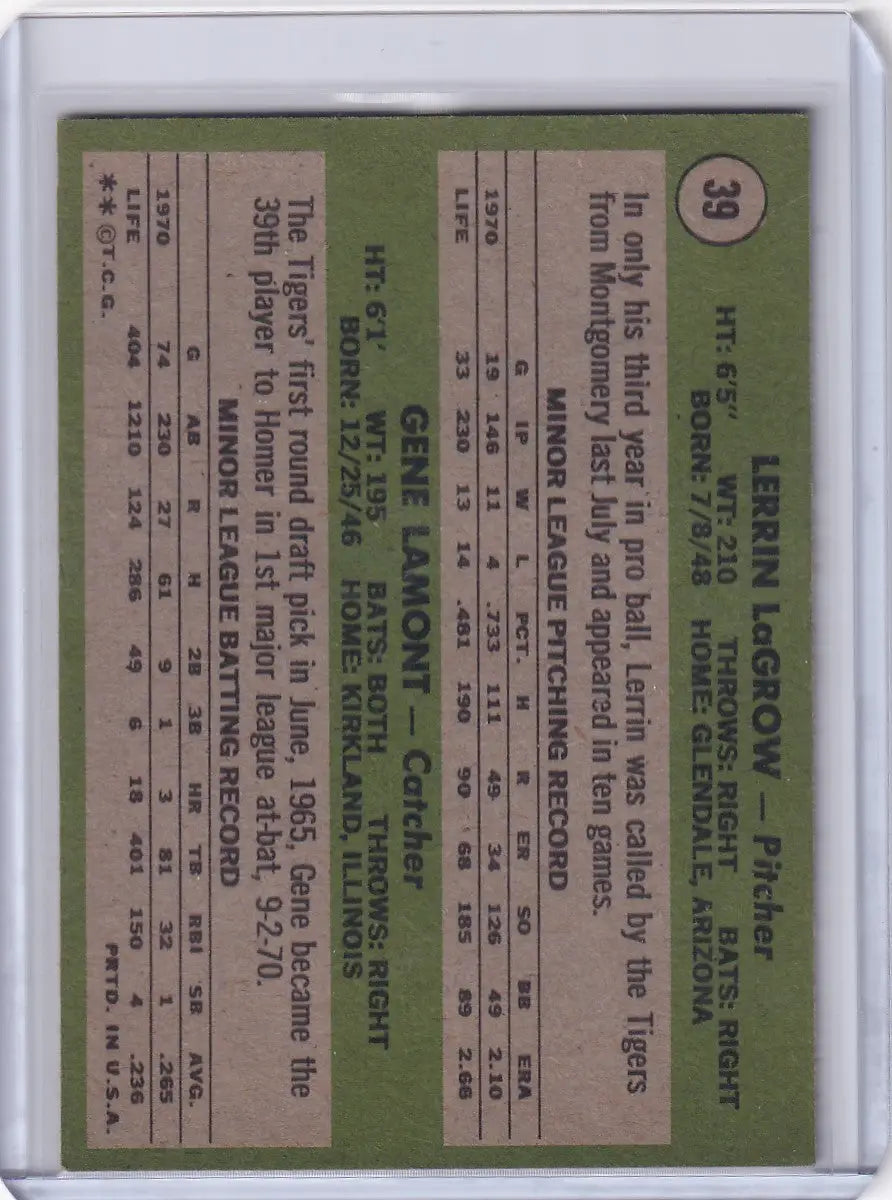 39
LERRIN LaGROW — Pitcher
HT: 6'5" WT: 210 THROWS: RIGHT BATS: RIGHT
BORN: 7/8/48 HOME: GLENDALE, ARIZONA
In only his third year in pro ball, Lerrin was called by the Tigers
from Montgomery last July and appeared in ten games.
MINOR LEAGUE PITCHING RECORD
G IP W L PCT. H R ER SO BB ERA
1970 19 146 11 4 .733 111 49 34 126 49 2.10
LIFE 33 230 13 14 .481 190 90 68 185 89 2.66
GENE LAMONT — Catcher
HT: 6'1' WT: 195 BATS: BOTH THROWS: RIGHT
BORN: 12/25/46 HOME: KIRKLAND, ILLINOIS
The Tigers' first round draft pick in June, 1965, Gene became the
39th player to Homer in 1st major league at-bat, 9-2-70.
MINOR LEAGUE BATTING RECORD
G AB R H 2B 3B HR TB RBI SB AVG.
1970 74 230 27 61 9 1 3 81 32 1 .265
LIFE 404 1210 124 286 49 6 18 401 150 4 .236
**©T.C.G. PRTD. IN U.S.A.